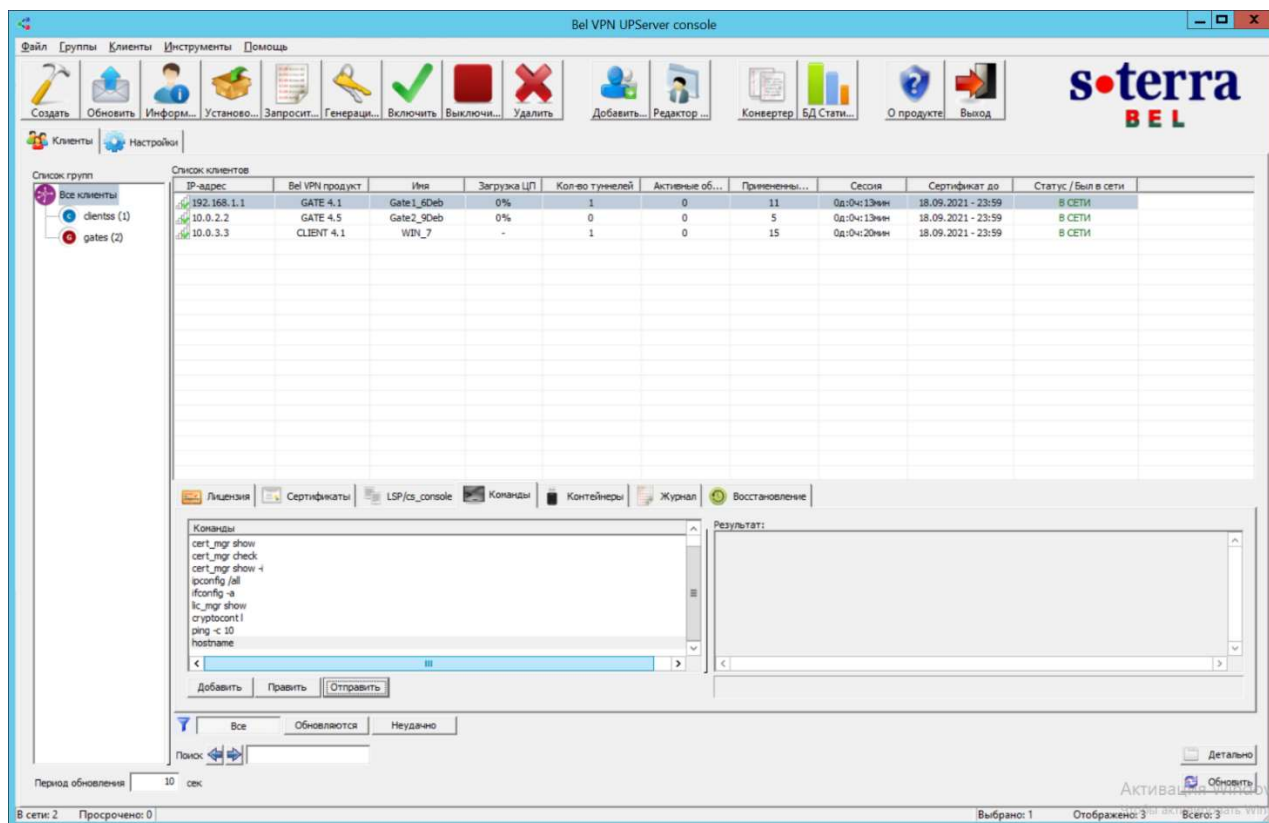 Bel VPN UPServer console
Файл Группы Клиенты Инструменты Помощь
Создать Обновить Информ... Установо... Запросит... Генераци... Включить Выключи... Удалить Добавить... Редактор ... Конвертер БД Стати... О продукте Выход
s•terra
BEL
Клиенты Настройки
Список групп
Все клиенты
clientss (1)
gates (2)
Список клиентов
IP-адрес Bel VPN продукт Имя Загрузка ЦП Кол-во туннелей Активные об... Примененны... Сессия Сертификат до Статус / Был в сети
192.168.1.1 GATE 4.1 Gate1_6Deb 0% 1 0 11 0д:0ч:13мин 18.09.2021 - 23:59 В СЕТИ
10.0.2.2 GATE 4.5 Gate2_9Deb 0% 0 0 5 0д:0ч:13мин 18.09.2021 - 23:59 В СЕТИ
10.0.3.3 CLIENT 4.1 WIN_7 - 1 0 15 0д:0ч:20мин 18.09.2021 - 23:59 В СЕТИ
Лицензия Сертификаты LSP/cs_console Команды Контейнеры Журнал Восстановление
Команды
cert_mgr show
cert_mgr check
cert_mgr show -i
ipconfig /all
ifconfig -a
lic_mgr show
cryptocont l
ping -c 10
hostname
Результат:
Добавить Править Отправить
Все Обновляются Неудачно
Поиск
Детально
Период обновления 10 сек
Обновить
Активация Windo
В сети: 2 Просрочено: 0 Выбрано: 1 Отображено: 3 Всего: 3